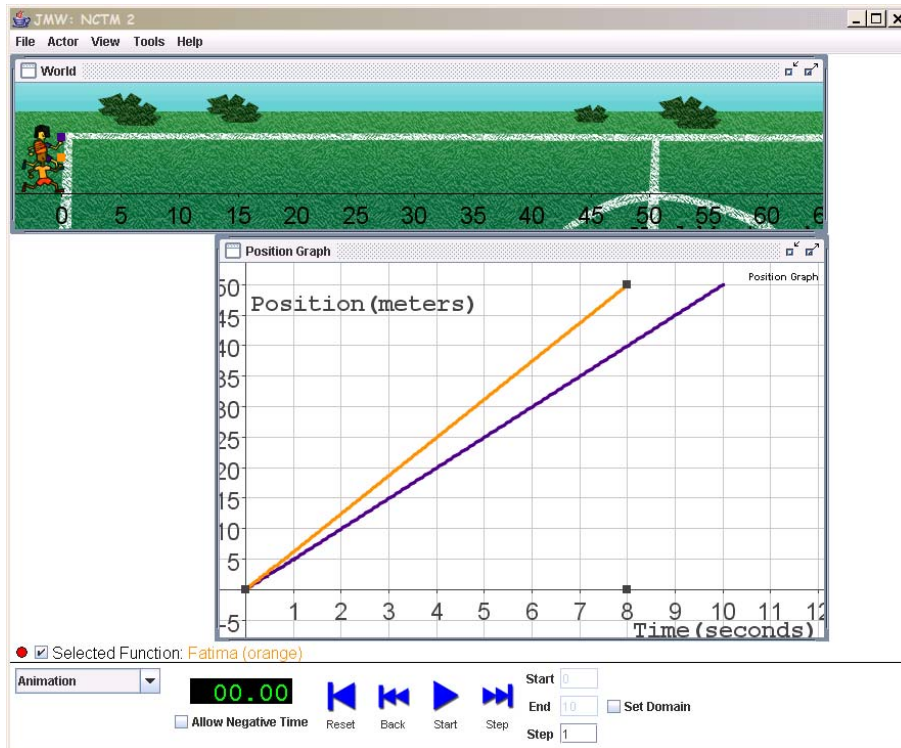 JMW: NCTM 2
File Actor View Tools Help
World
0 5 10 15 20 25 30 35 40 45 50 55 60 6
Position Graph
Position Graph
Position(meters)
50
45
40
35
30
25
20
15
10
5
-5
1 2 3 4 5 6 7 8 9 10 11 12
Time(seconds)
Selected Function: Fatima (orange)
Animation
00.00
Allow Negative Time
Reset Back Start Step
Start 0
End 10 Set Domain
Step 1